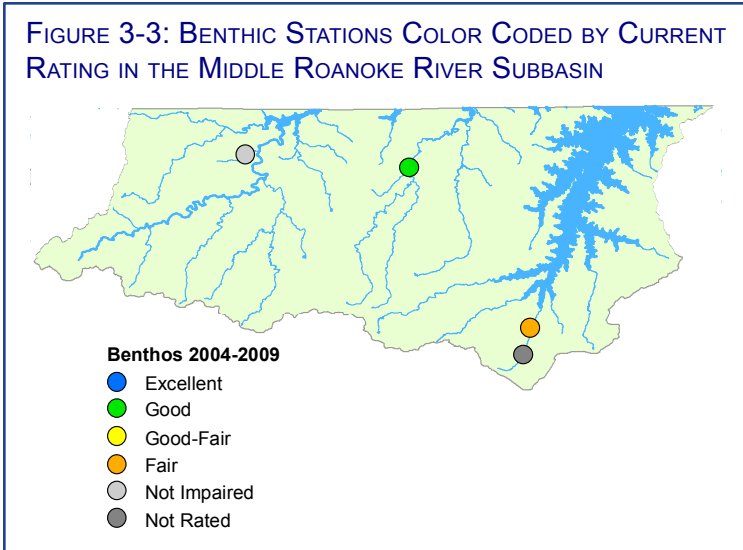 FIGURE 3-3: BENTHIC STATIONS COLOR CODED BY CURRENT
RATING IN THE MIDDLE ROANOKE RIVER SUBBASIN
Benthos 2004-2009
Excellent
Good
Good-Fair
Fair
Not Impaired
Not Rated